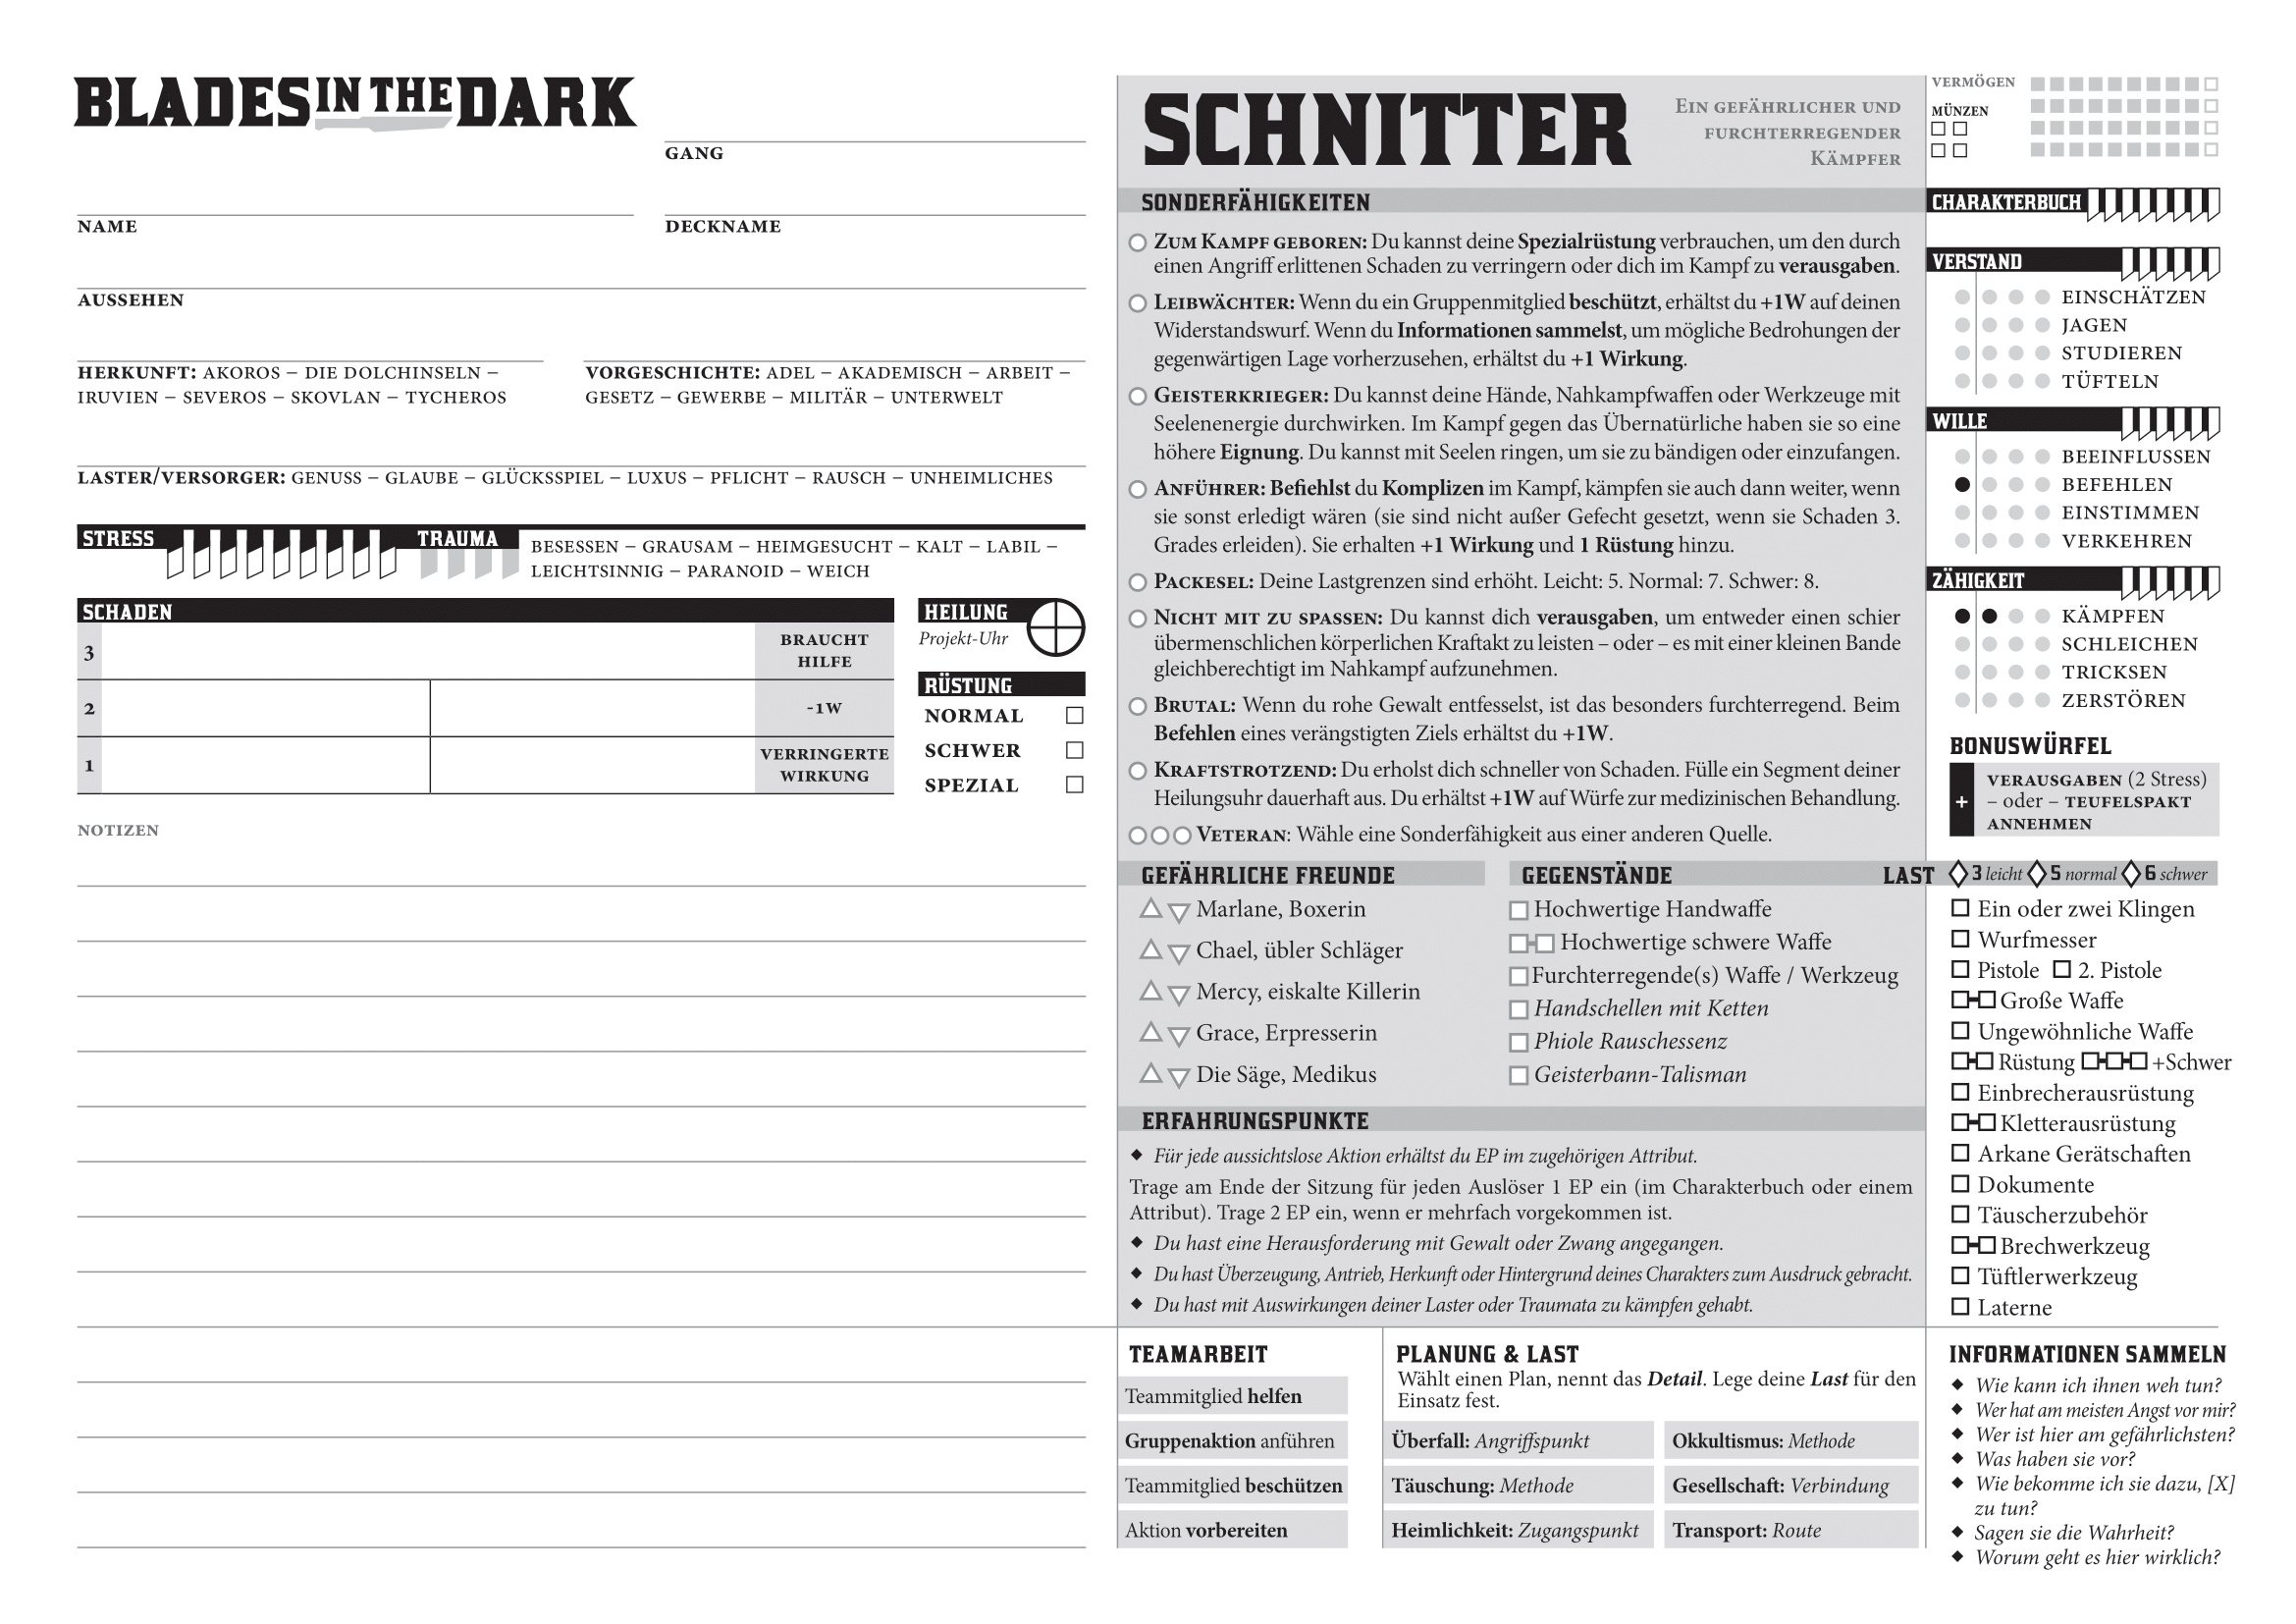 BLADES IN THE DARK
GANG
NAME
DECKNAME
AUSSEHEN
HERKUNFT: AKOROS – DIE DOLCHINSELN –
IRUVIEN – SEVEROS – SKOVLAN – TYCHEROS
VORGESCHICHTE: ADEL – AKADEMISCH – ARBEIT –
GESETZ – GEWERBE – MILITÄR – UNTERWELT
LASTER/VERSORGER: GENUSS – GLAUBE – GLÜCKSSPIEL – LUXUS – PFLICHT – RAUSCH – UNHEIMLICHES
STRESS
TRAUMA
BESESSEN – GRAUSAM – HEIMGESUCHT – KALT – LABIL –
LEICHTSINNIG – PARANOID – WEICH
SCHADEN
3
BRAUCHT
HILFE
2
-1W
1
VERRINGERTE
WIRKUNG
HEILUNG
Projekt-Uhr
RÜSTUNG
NORMAL
SCHWER
SPEZIAL
NOTIZEN
SCHNITTER
EIN GEFÄHRLICHER UND
FURCHTERREGENDER
KÄMPFER
SONDERFÄHIGKEITEN
ZUM KAMPF GEBOREN: Du kannst deine Spezialrüstung verbrauchen, um den durch
einen Angriff erlittenen Schaden zu verringern oder dich im Kampf zu verausgaben.
LEIBWÄCHTER: Wenn du ein Gruppenmitglied beschützt, erhältst du +1W auf deinen
Widerstandswurf. Wenn du Informationen sammelst, um mögliche Bedrohungen der
gegenwärtigen Lage vorherzusehen, erhältst du +1 Wirkung.
GEISTERKRIEGER: Du kannst deine Hände, Nahkampfwaffen oder Werkzeuge mit
Seelenenergie durchwirken. Im Kampf gegen das Übernatürliche haben sie so eine
höhere Eignung. Du kannst mit Seelen ringen, um sie zu bändigen oder einzufangen.
ANFÜHRER: Befiehlst du Komplizen im Kampf, kämpfen sie auch dann weiter, wenn
sie sonst erledigt wären (sie sind nicht außer Gefecht gesetzt, wenn sie Schaden 3.
Grades erleiden). Sie erhalten +1 Wirkung und 1 Rüstung hinzu.
PACKESEL: Deine Lastgrenzen sind erhöht. Leicht: 5. Normal: 7. Schwer: 8.
NICHT MIT ZU SPASSEN: Du kannst dich verausgaben, um entweder einen schier
übermenschlichen körperlichen Kraftakt zu leisten – oder – es mit einer kleinen Bande
gleichberechtigt im Nahkampf aufzunehmen.
BRUTAL: Wenn du rohe Gewalt entfesselst, ist das besonders furchterregend. Beim
Befehlen eines verängstigten Ziels erhältst du +1W.
KRAFTSTROTZEND: Du erholst dich schneller von Schaden. Fülle ein Segment deiner
Heilungsuhr dauerhaft aus. Du erhältst +1W auf Würfe zur medizinischen Behandlung.
VETERAN: Wähle eine Sonderfähigkeit aus einer anderen Quelle.
GEFÄHRLICHE FREUNDE
Marlane, Boxerin
Chael, übler Schläger
Mercy, eiskalte Killerin
Grace, Erpresserin
Die Säge, Medikus
GEGENSTÄNDE
Hochwertige Handwaffe
Hochwertige schwere Waffe
Furchterregende(s) Waffe / Werkzeug
Handschellen mit Ketten
Phiole Rauschessenz
Geisterbann-Talisman
ERFAHRUNGSPUNKTE
◆ Für jede aussichtslose Aktion erhältst du EP im zugehörigen Attribut.
Trage am Ende der Sitzung für jeden Auslöser 1 EP ein (im Charakterbuch oder einem
Attribut). Trage 2 EP ein, wenn er mehrfach vorgekommen ist.
◆ Du hast eine Herausforderung mit Gewalt oder Zwang angegangen.
◆ Du hast Überzeugung, Antrieb, Herkunft oder Hintergrund deines Charakters zum Ausdruck gebracht.
◆ Du hast mit Auswirkungen deiner Laster oder Traumata zu kämpfen gehabt.
TEAMARBEIT
Teammitglied helfen
Gruppenaktion anführen
Teammitglied beschützen
Aktion vorbereiten
PLANUNG & LAST
Wählt einen Plan, nennt das Detail. Lege deine Last für den
Einsatz fest.
Überfall: Angriffspunkt
Okkultismus: Methode
Täuschung: Methode
Gesellschaft: Verbindung
Heimlichkeit: Zugangspunkt
Transport: Route
VERMÖGEN
MÜNZEN
CHARAKTERBUCH
VERSTAND
EINSCHÄTZEN
JAGEN
STUDIEREN
TÜFTELN
WILLE
BEEINFLUSSEN
BEFEHLEN
EINSTIMMEN
VERKEHREN
ZÄHIGKEIT
KÄMPFEN
SCHLEICHEN
TRICKSEN
ZERSTÖREN
BONUSWÜRFEL
+
VERAUSGABEN (2 Stress)
– oder – TEUFELSPAKT
ANNEHMEN
LAST 3 leicht 5 normal 6 schwer
Ein oder zwei Klingen
Wurfmesser
Pistole 2. Pistole
Große Waffe
Ungewöhnliche Waffe
Rüstung +Schwer
Einbrecherausrüstung
Kletterausrüstung
Arkane Gerätschaften
Dokumente
Täuscherzubehör
Brechwerkzeug
Tüftlerwerkzeug
Laterne
INFORMATIONEN SAMMELN
◆ Wie kann ich ihnen weh tun?
◆ Wer hat am meisten Angst vor mir?
◆ Wer ist hier am gefährlichsten?
◆ Was haben sie vor?
◆ Wie bekomme ich sie dazu, [X]
zu tun?
◆ Sagen sie die Wahrheit?
◆ Worum geht es hier wirklich?